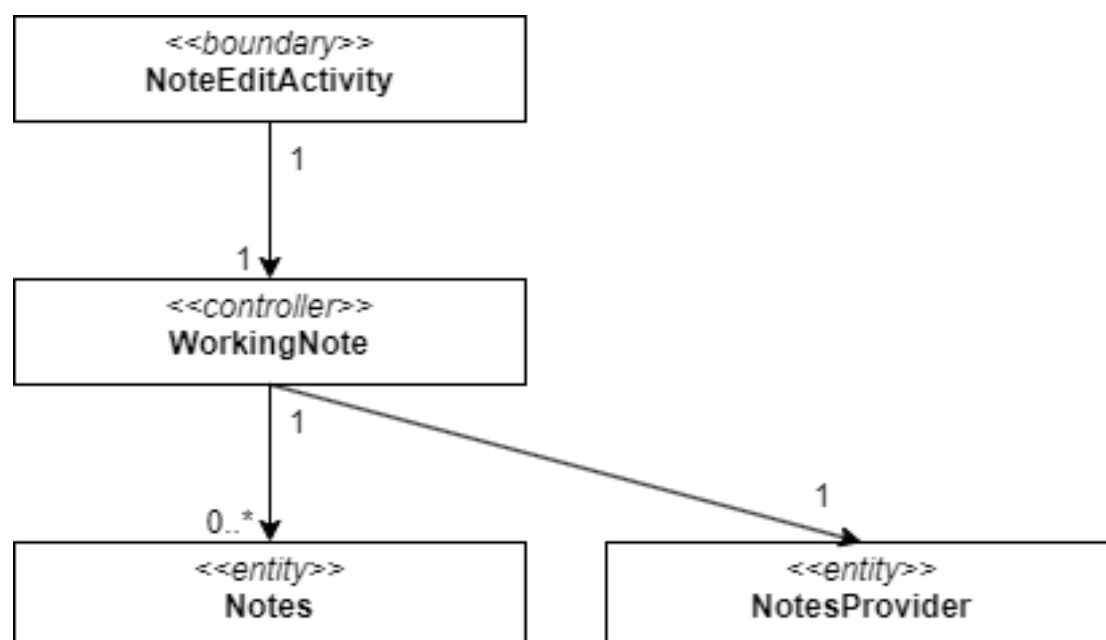 <<boundary>>
NoteEditActivity
1
1
<<controller>>
WorkingNote
1
1
0..*
<<entity>>
Notes
<<entity>>
NotesProvider